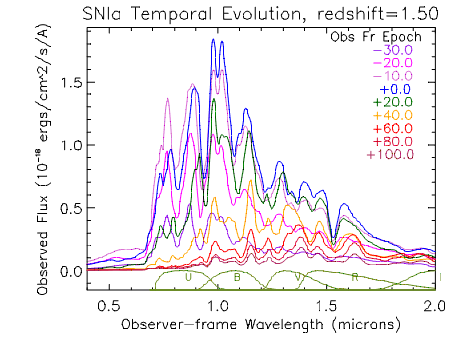 SNIa Temporal Evolution, redshift=1.50
Obs Fr Epoch
-30.0
-20.0
-10.0
+0.0
+20.0
+40.0
+60.0
+80.0
+100.0
Observed Flux (10⁻¹⁸ ergs/cm^2/s/A)
1.5
1.0
0.5
0.0
U B V R
0.5 1.0 1.5 2.0
Observer-frame Wavelength (microns)